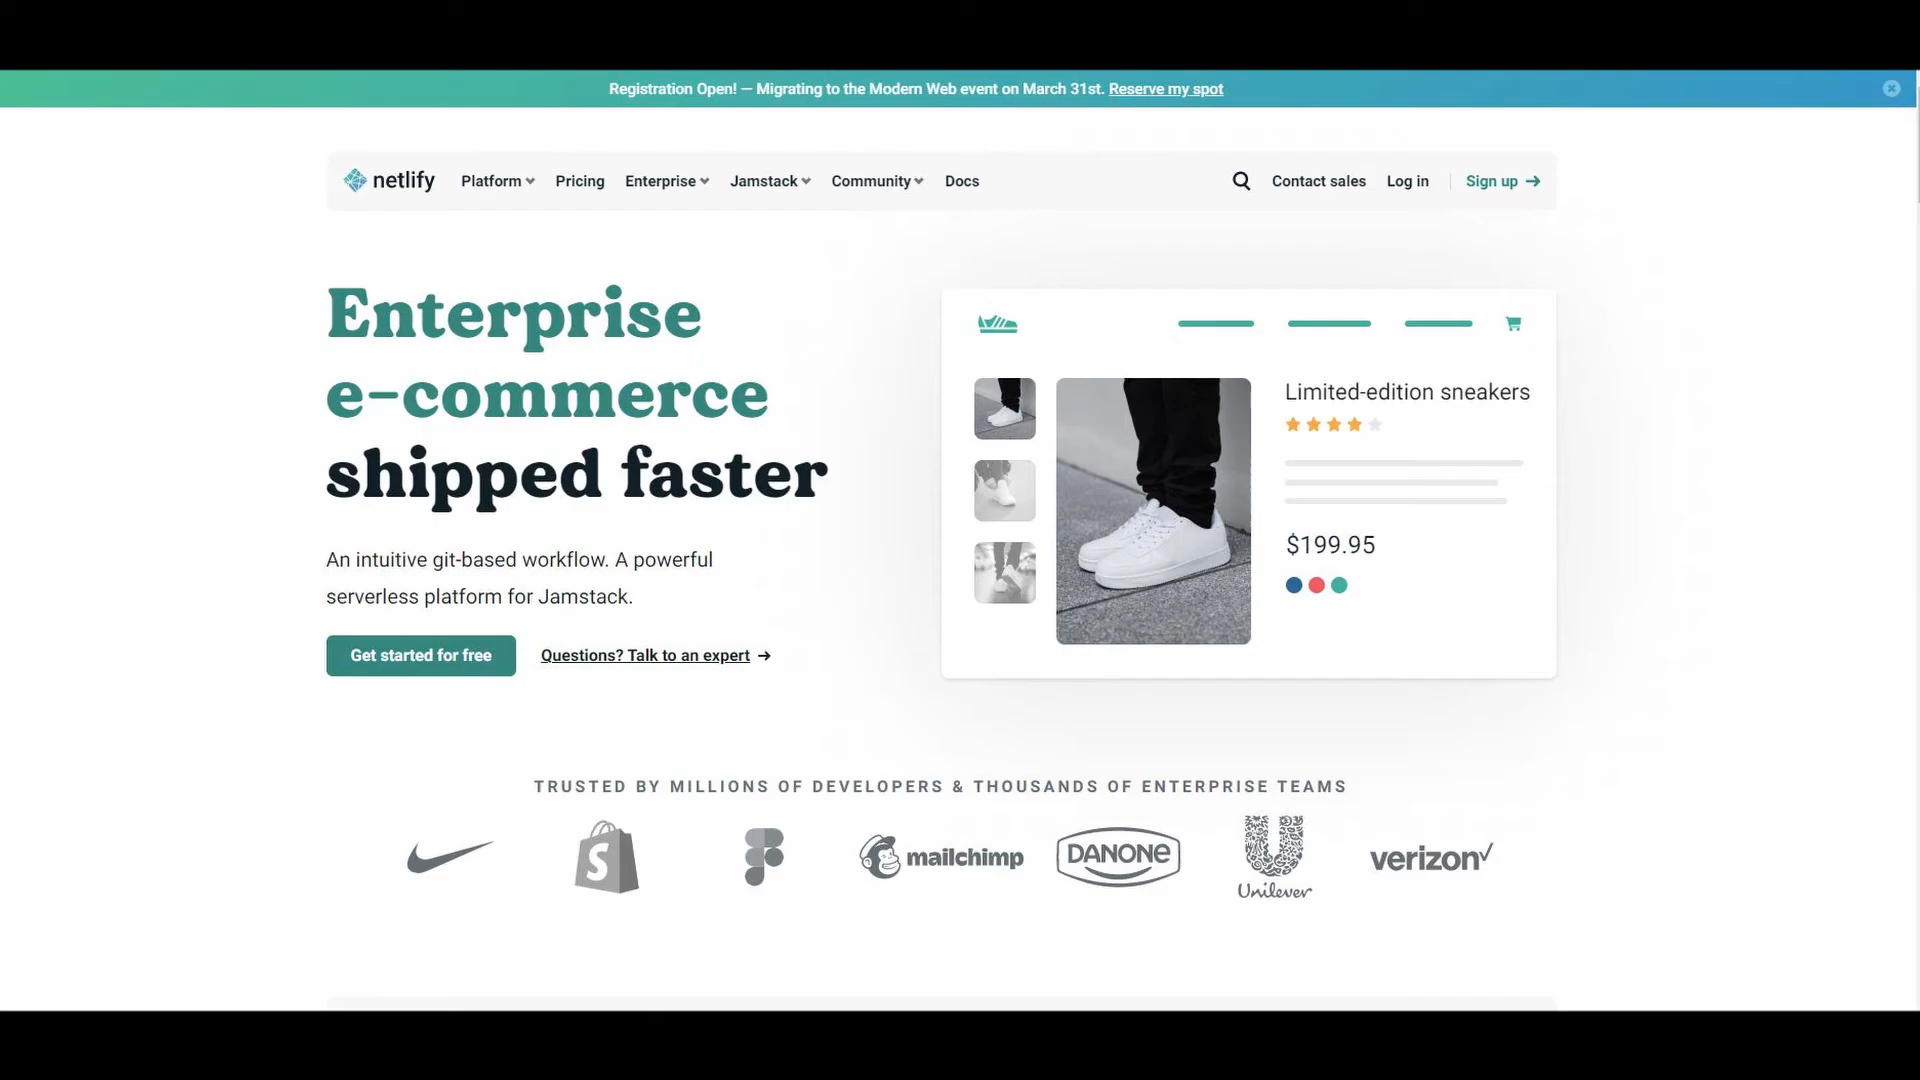 Registration Open! — Migrating to the Modern Web event on March 31st. Reserve my spot
netlify Platform Pricing Enterprise Jamstack Community Docs Contact sales Log in Sign up →
Enterprise
e-commerce
shipped faster
An intuitive git-based workflow. A powerful
serverless platform for Jamstack.
Get started for free Questions? Talk to an expert →
Limited-edition sneakers
$199.95
TRUSTED BY MILLIONS OF DEVELOPERS & THOUSANDS OF ENTERPRISE TEAMS
S mailchimp DANONE Unilever verizon✓